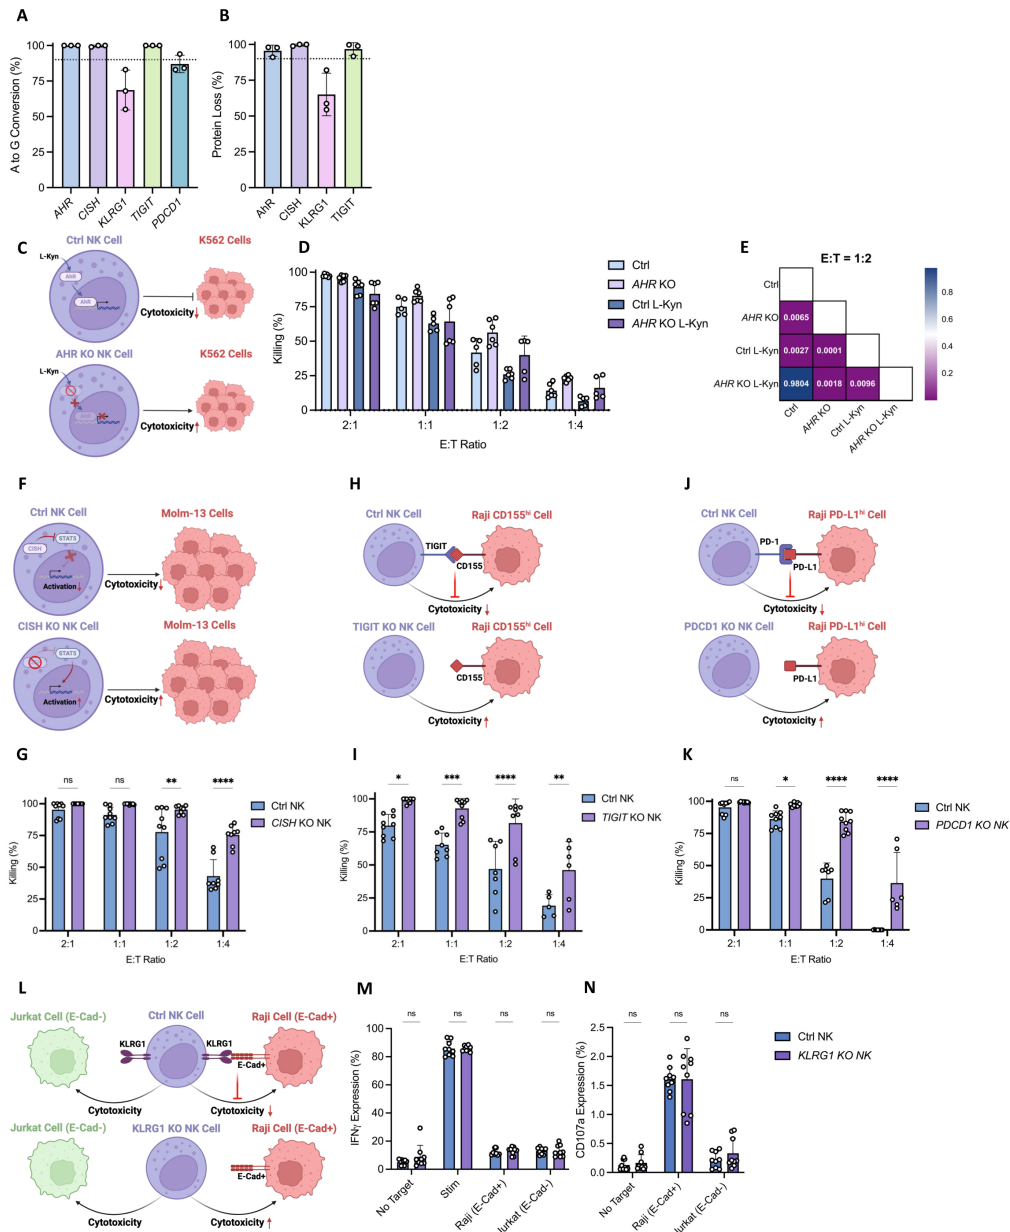 A
A to G Conversion (%)
100
75
50
25
0
AHR
CISH
KLRG1
TIGIT
PDCD1
B
Protein Loss (%)
100
75
50
25
0
AhR
CISH
KLRG1
TIGIT
C
Ctrl NK Cell
K562 Cells
L-Kyn
AhR
AhR
Cytotoxicity
AHR KO NK Cell
K562 Cells
L-Kyn
AhR
Cytotoxicity
D
Killing (%)
100
75
50
25
0
2:1
1:1
1:2
1:4
E:T Ratio
Ctrl
AHR KO
Ctrl L-Kyn
AHR KO L-Kyn
E
E:T = 1:2
Ctrl
AHR KO
0.0065
Ctrl L-Kyn
0.0027
0.0001
AHR KO L-Kyn
0.9804
0.0018
0.0096
Ctrl
AHR KO
Ctrl L-Kyn
AHR KO L-Kyn
0.8
0.6
0.4
0.2
F
Ctrl NK Cell
Molm-13 Cells
STAT5
CISH
Activation
Cytotoxicity
CISH KO NK Cell
Molm-13 Cells
STAT5
Activation
Cytotoxicity
H
Ctrl NK Cell
Raji CD155hi Cell
TIGIT
CD155
Cytotoxicity
TIGIT KO NK Cell
Raji CD155hi Cell
CD155
Cytotoxicity
J
Ctrl NK Cell
Raji PD-L1hi Cell
PD-1
PD-L1
Cytotoxicity
PDCD1 KO NK Cell
Raji PD-L1hi Cell
PD-L1
Cytotoxicity
G
ns
ns
**
****
Killing (%)
100
75
50
25
0
2:1
1:1
1:2
1:4
E:T Ratio
Ctrl NK
CISH KO NK
I
*
***
****
**
Killing (%)
100
75
50
25
0
2:1
1:1
1:2
1:4
E:T Ratio
Ctrl NK
TIGIT KO NK
K
ns
*
****
****
Killing (%)
100
75
50
25
0
2:1
1:1
1:2
1:4
E:T Ratio
Ctrl NK
PDCD1 KO NK
L
Jurkat Cell (E-Cad-)
Ctrl NK Cell
Raji Cell (E-Cad+)
KLRG1
KLRG1
E-Cad+
Cytotoxicity
Cytotoxicity
Jurkat Cell (E-Cad-)
KLRG1 KO NK Cell
Raji Cell (E-Cad+)
E-Cad+
Cytotoxicity
Cytotoxicity
M
ns
ns
ns
ns
IFNγ Expression (%)
100
80
60
40
20
0
No Target
Stim
Raji (E-Cad+)
Jurkat (E-Cad-)
N
ns
ns
ns
CD107a Expression (%)
2.5
2.0
1.5
1.0
0.5
0.0
No Target
Raji (E-Cad+)
Jurkat (E-Cad-)
Ctrl NK
KLRG1 KO NK